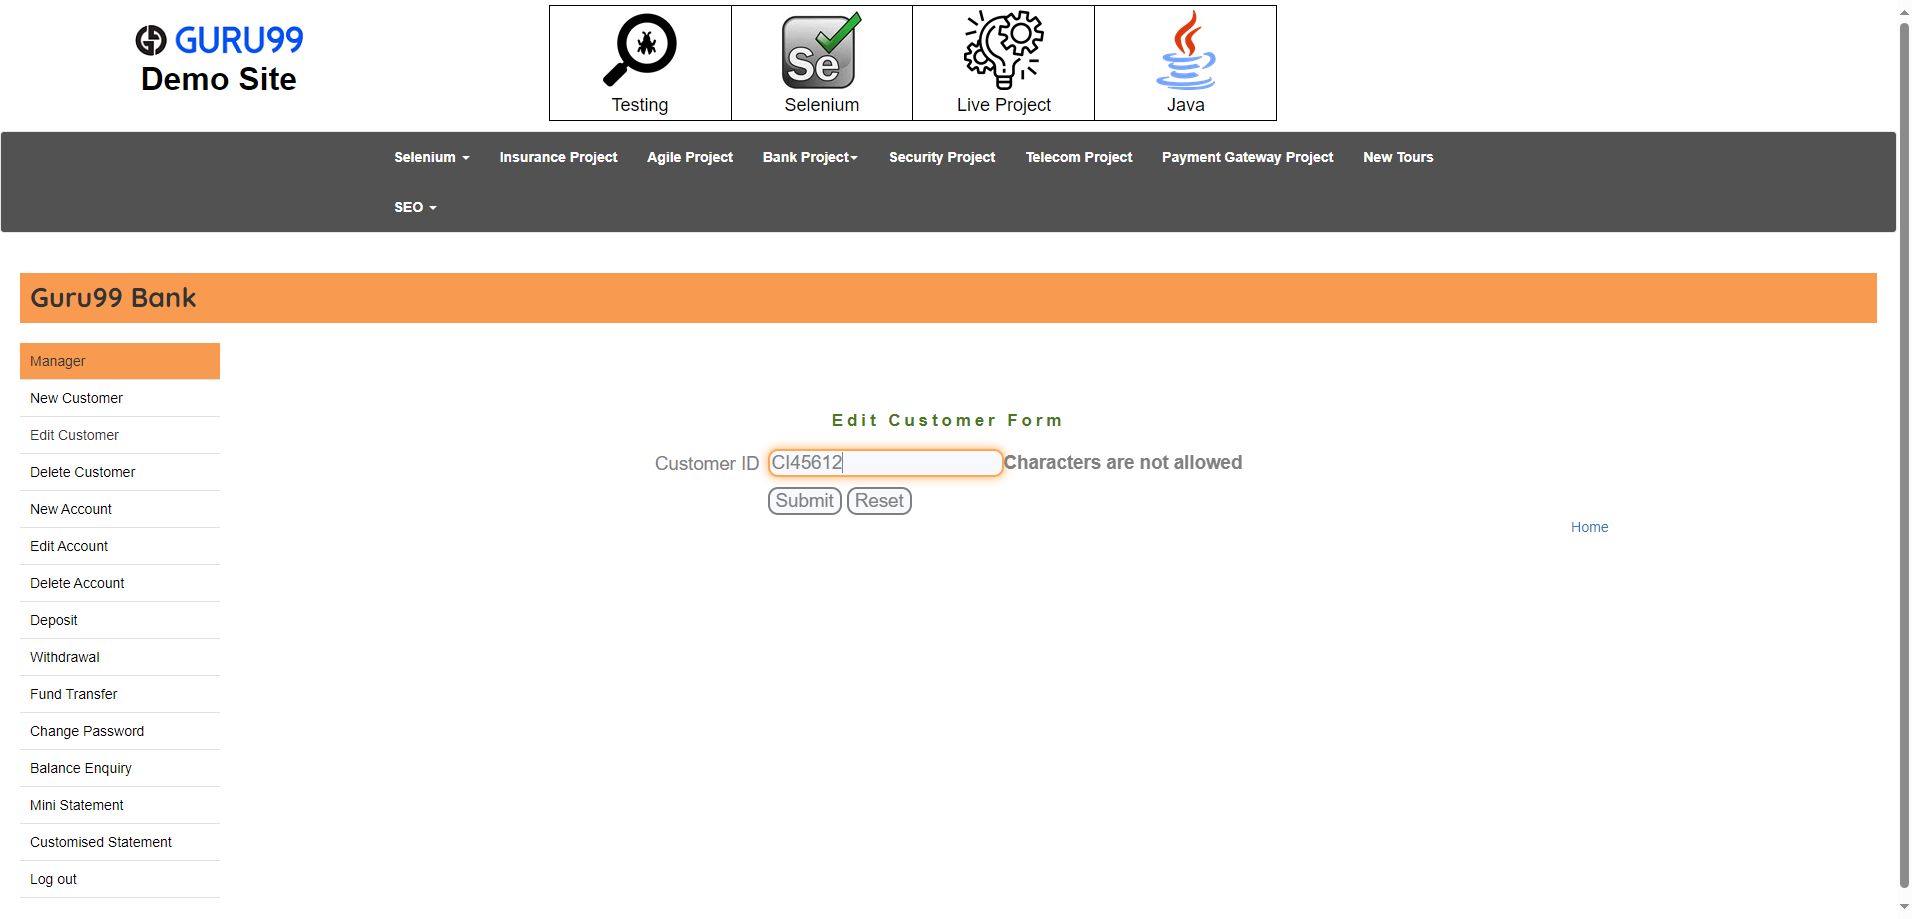 GURU99
Demo Site
Se
Testing
Selenium
Live Project
Java
Selenium
Insurance Project
Agile Project
Bank Project
Security Project
Telecom Project
Payment Gateway Project
New Tours
SEO
Guru99 Bank
Manager
New Customer
Edit Customer
Delete Customer
New Account
Edit Account
Delete Account
Deposit
Withdrawal
Fund Transfer
Change Password
Balance Enquiry
Mini Statement
Customised Statement
Log out
Edit Customer Form
Customer ID CI45612 Characters are not allowed
Submit Reset
Home